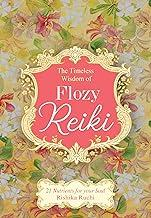 The Timeless
Wisdom of
Flozy
Reiki
21 Nutrients for your Soul
Rishika Ruchi